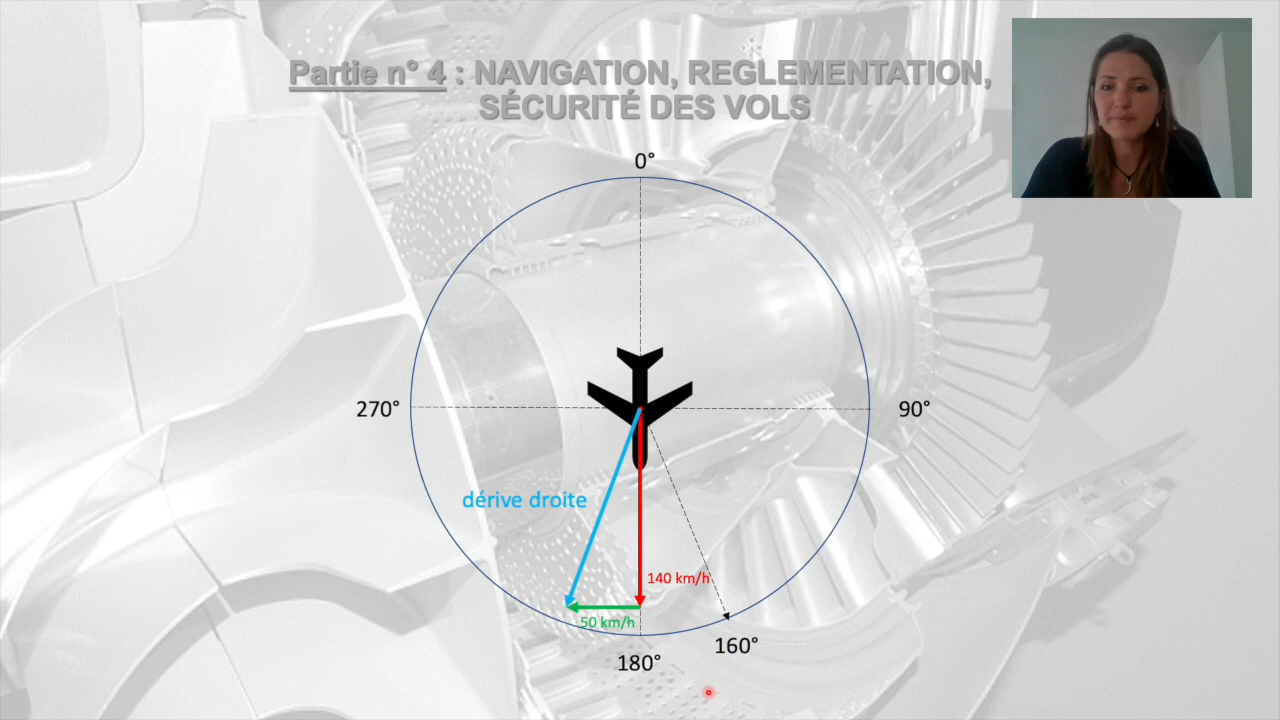 Partie n° 4 : NAVIGATION, REGLEMENTATION,
SÉCURITÉ DES VOLS
0°
270°
90°
dérive droite
140 km/h
50 km/h
160°
180°